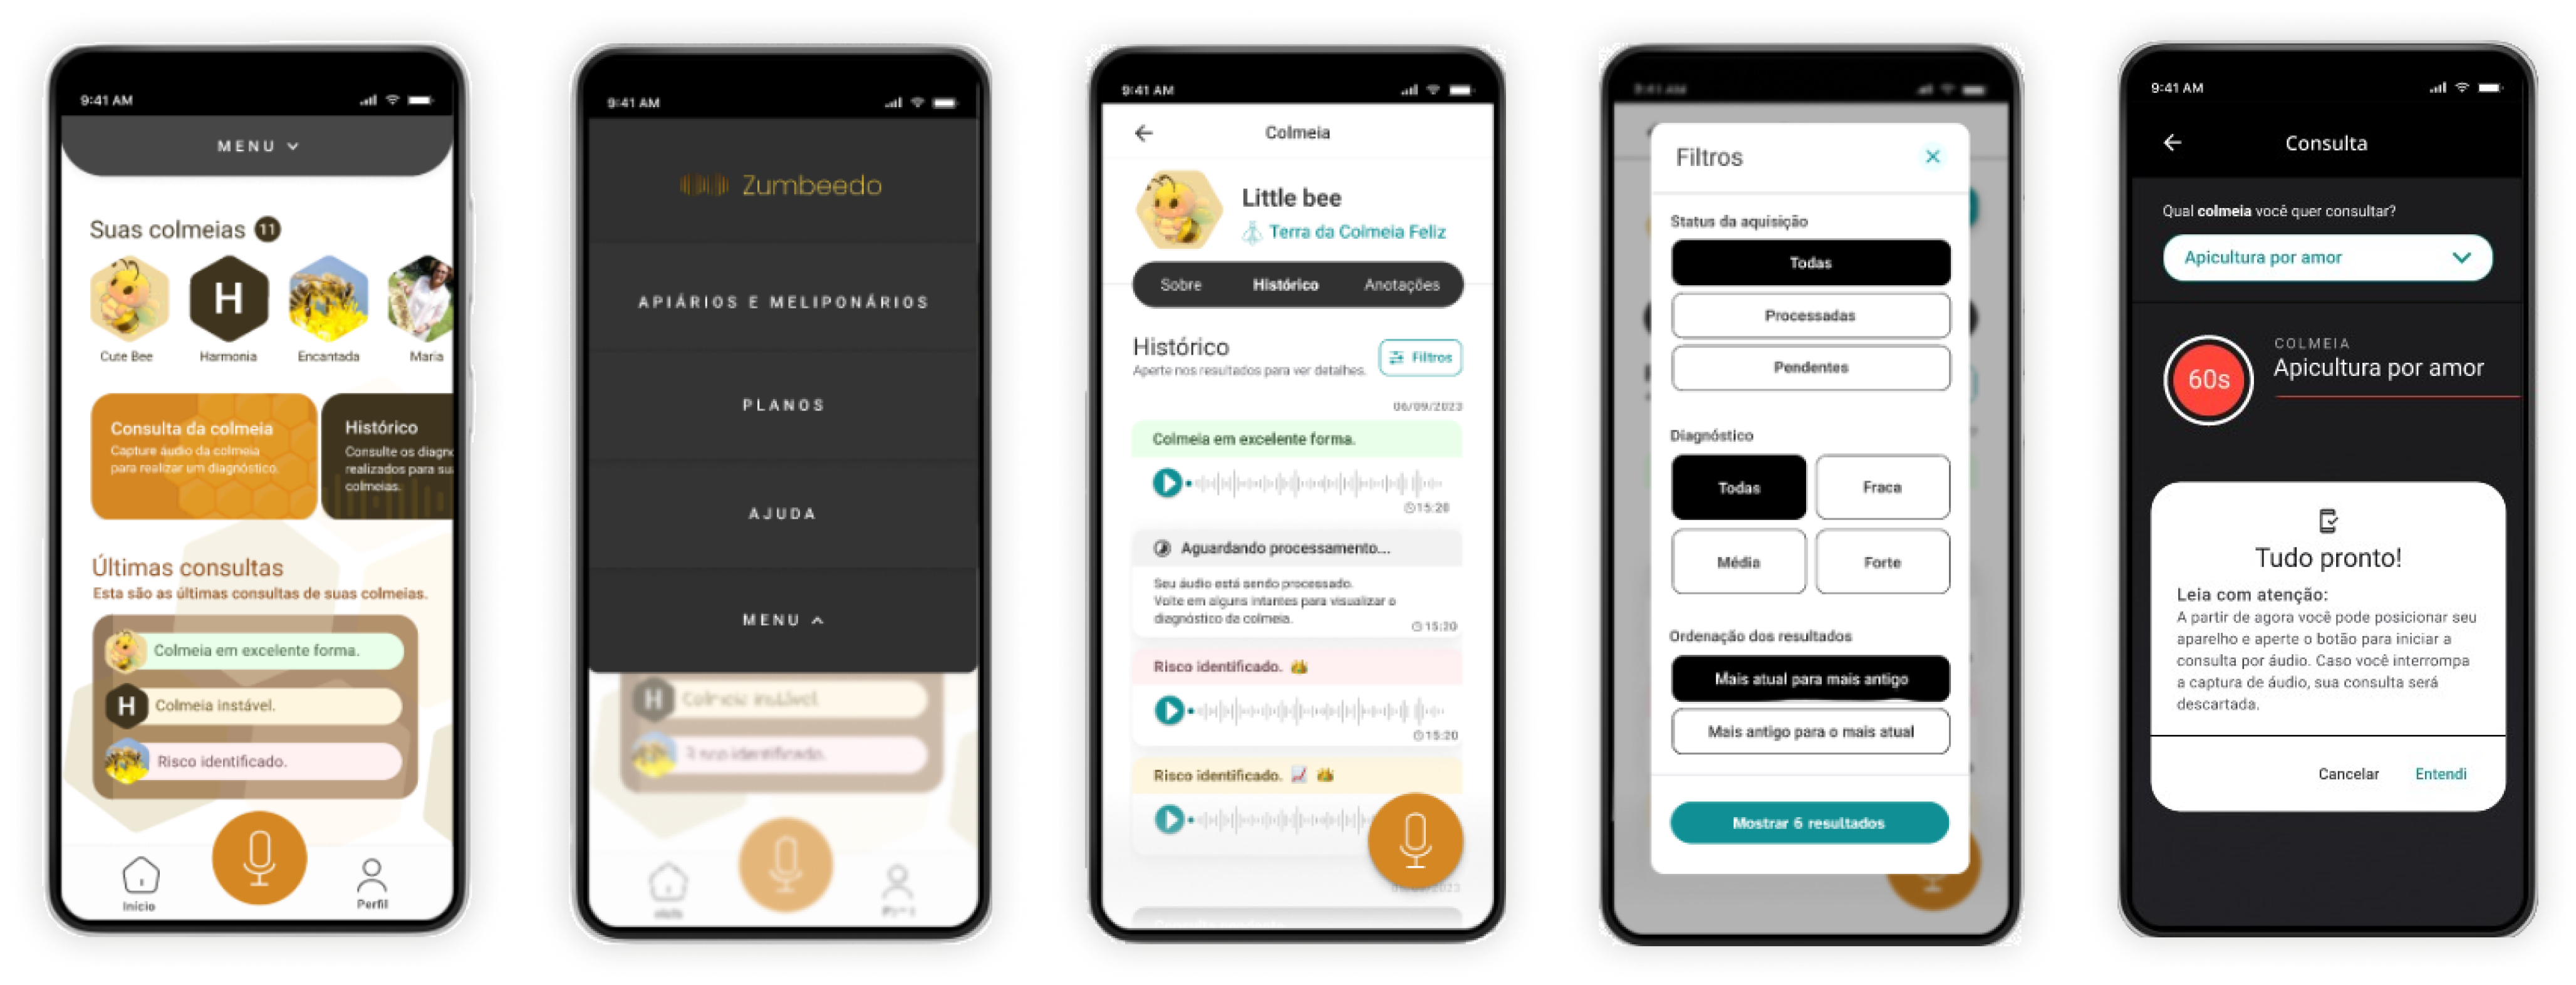 9:41 AM
MENU
Suas colmeias 11
Cute Bee
H
Harmonia
Encantada
Maria
Consulta da colmeia
Capture áudio da colmeia
para realizar um diagnóstico.
Histórico
Consulte os diagn
realizados para su
colmeias.
Últimas consultas
Esta são as últimas consultas de suas colmeias.
Colmeia em excelente forma.
H
Colmeia instável.
Risco identificado.
Início
Perfil
9:41 AM
Zumbeedo
APIÁRIOS E MELIPONÁRIOS
PLANOS
AJUDA
MENU
H
Colmeia instável.
Risco identificado.
9:41 AM
Colmeia
Little bee
Terra da Colmeia Feliz
Sobre
Histórico
Anotações
Histórico
Aperte nos resultados para ver detalhes.
Filtros
06/09/2023
Colmeia em excelente forma.
15:20
Aguardando processamento...
Seu áudio está sendo processado.
Volte em alguns intantes para visualizar o
diagnóstico da colmeia.
15:20
Risco identificado.
15:20
Risco identificado.
9:41 AM
Filtros
Status da aquisição
Todas
Processadas
Pendentes
Diagnóstico
Todas
Fraca
Média
Forte
Ordenação dos resultados
Mais atual para mais antigo
Mais antigo para o mais atual
Mostrar 6 resultados
9:41 AM
Consulta
Qual colmeia você quer consultar?
Apicultura por amor
60s
COLMEIA
Apicultura por amor
Tudo pronto!
Leia com atenção:
A partir de agora você pode posicionar seu
aparelho e aperte o botão para iniciar a
consulta por áudio. Caso você interrompa
a captura de áudio, sua consulta será
descartada.
Cancelar
Entendi